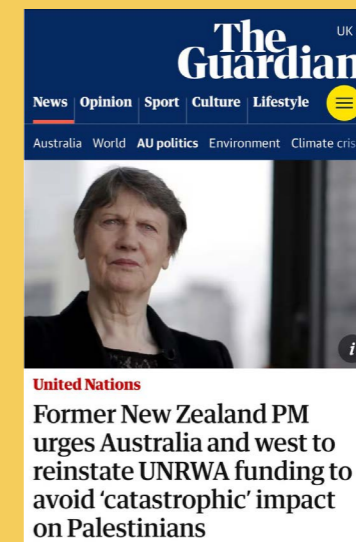 The
UK
Guardian
News Opinion Sport Culture Lifestyle
Australia World AU politics Environment Climate cris
i
United Nations
Former New Zealand PM
urges Australia and west to
reinstate UNRWA funding to
avoid ‘catastrophic’ impact
on Palestinians